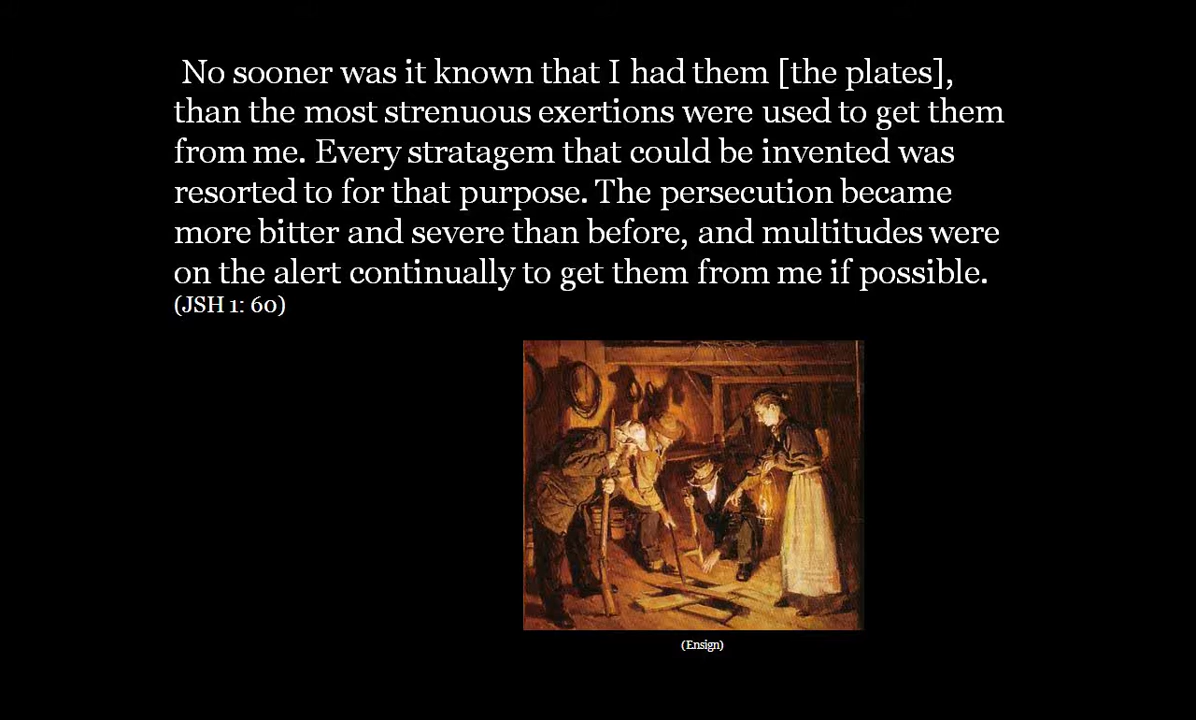 No sooner was it known that I had them [the plates],
than the most strenuous exertions were used to get them
from me. Every stratagem that could be invented was
resorted to for that purpose. The persecution became
more bitter and severe than before, and multitudes were
on the alert continually to get them from me if possible.
(JSH 1: 60)
(Ensign)